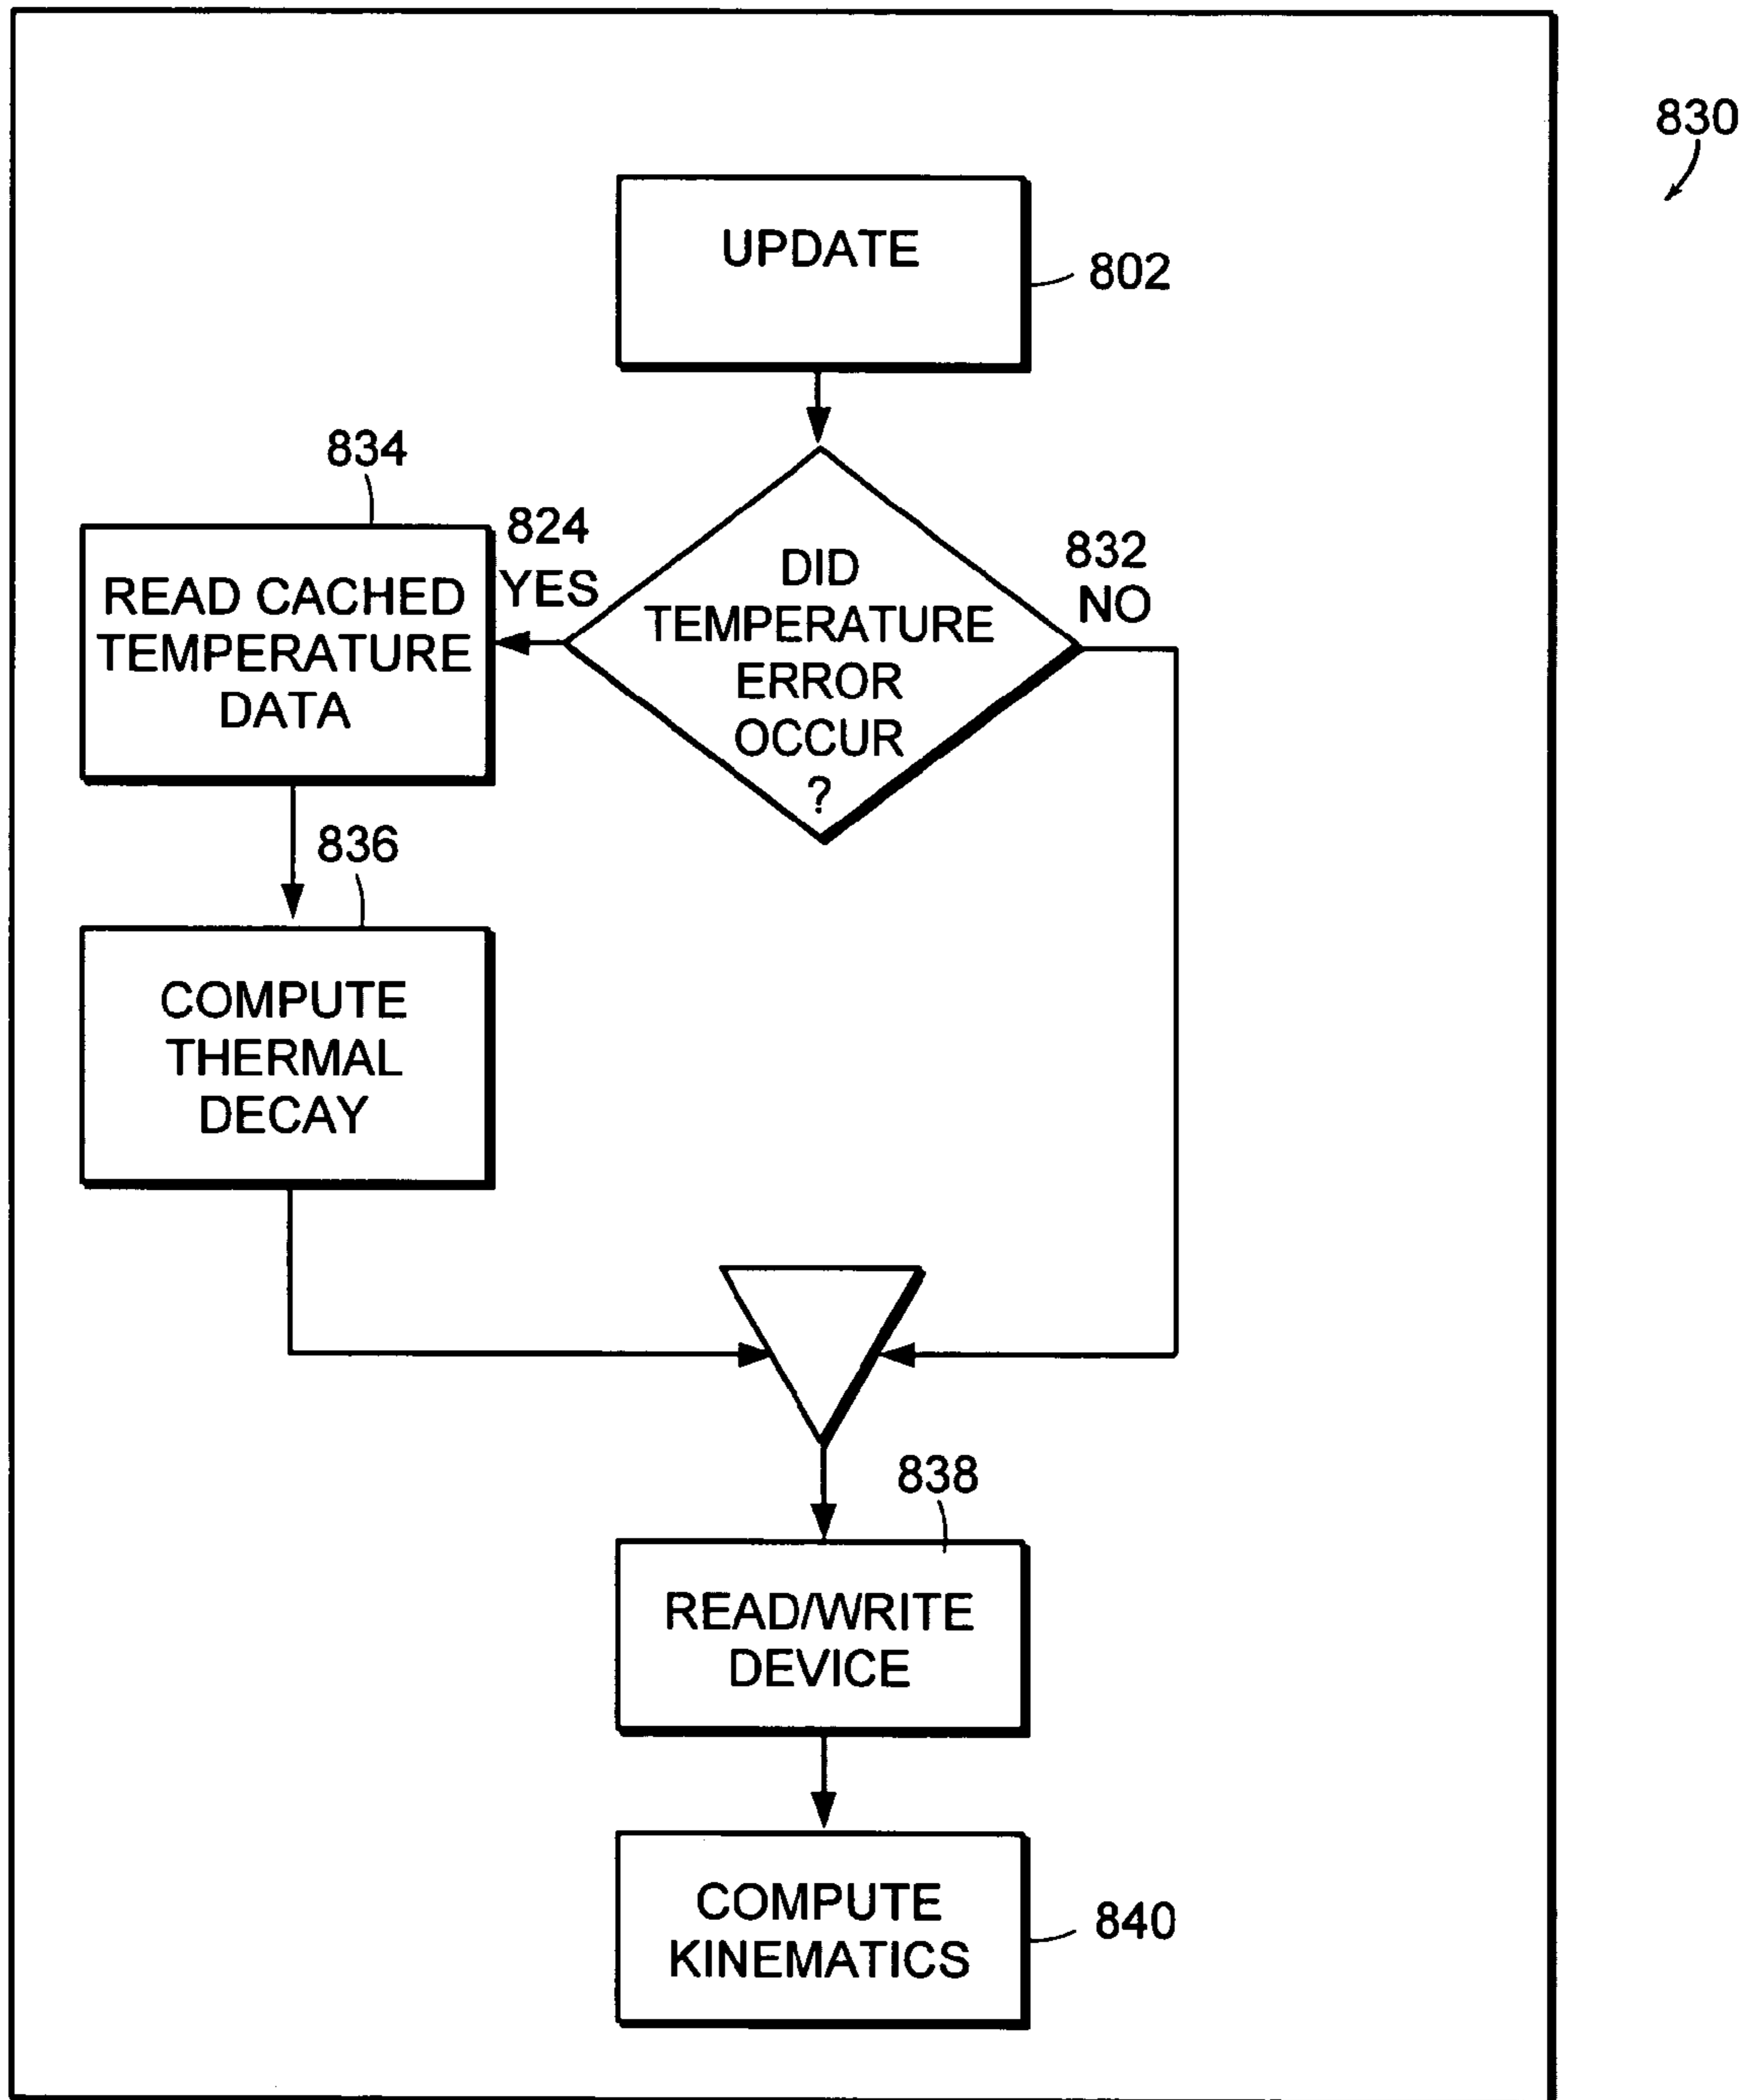 830
UPDATE
802
834
824
YES
832
NO
READ CACHED
TEMPERATURE
DATA
DID
TEMPERATURE
ERROR
OCCUR
?
836
COMPUTE
THERMAL
DECAY
838
READ/WRITE
DEVICE
COMPUTE
KINEMATICS
840